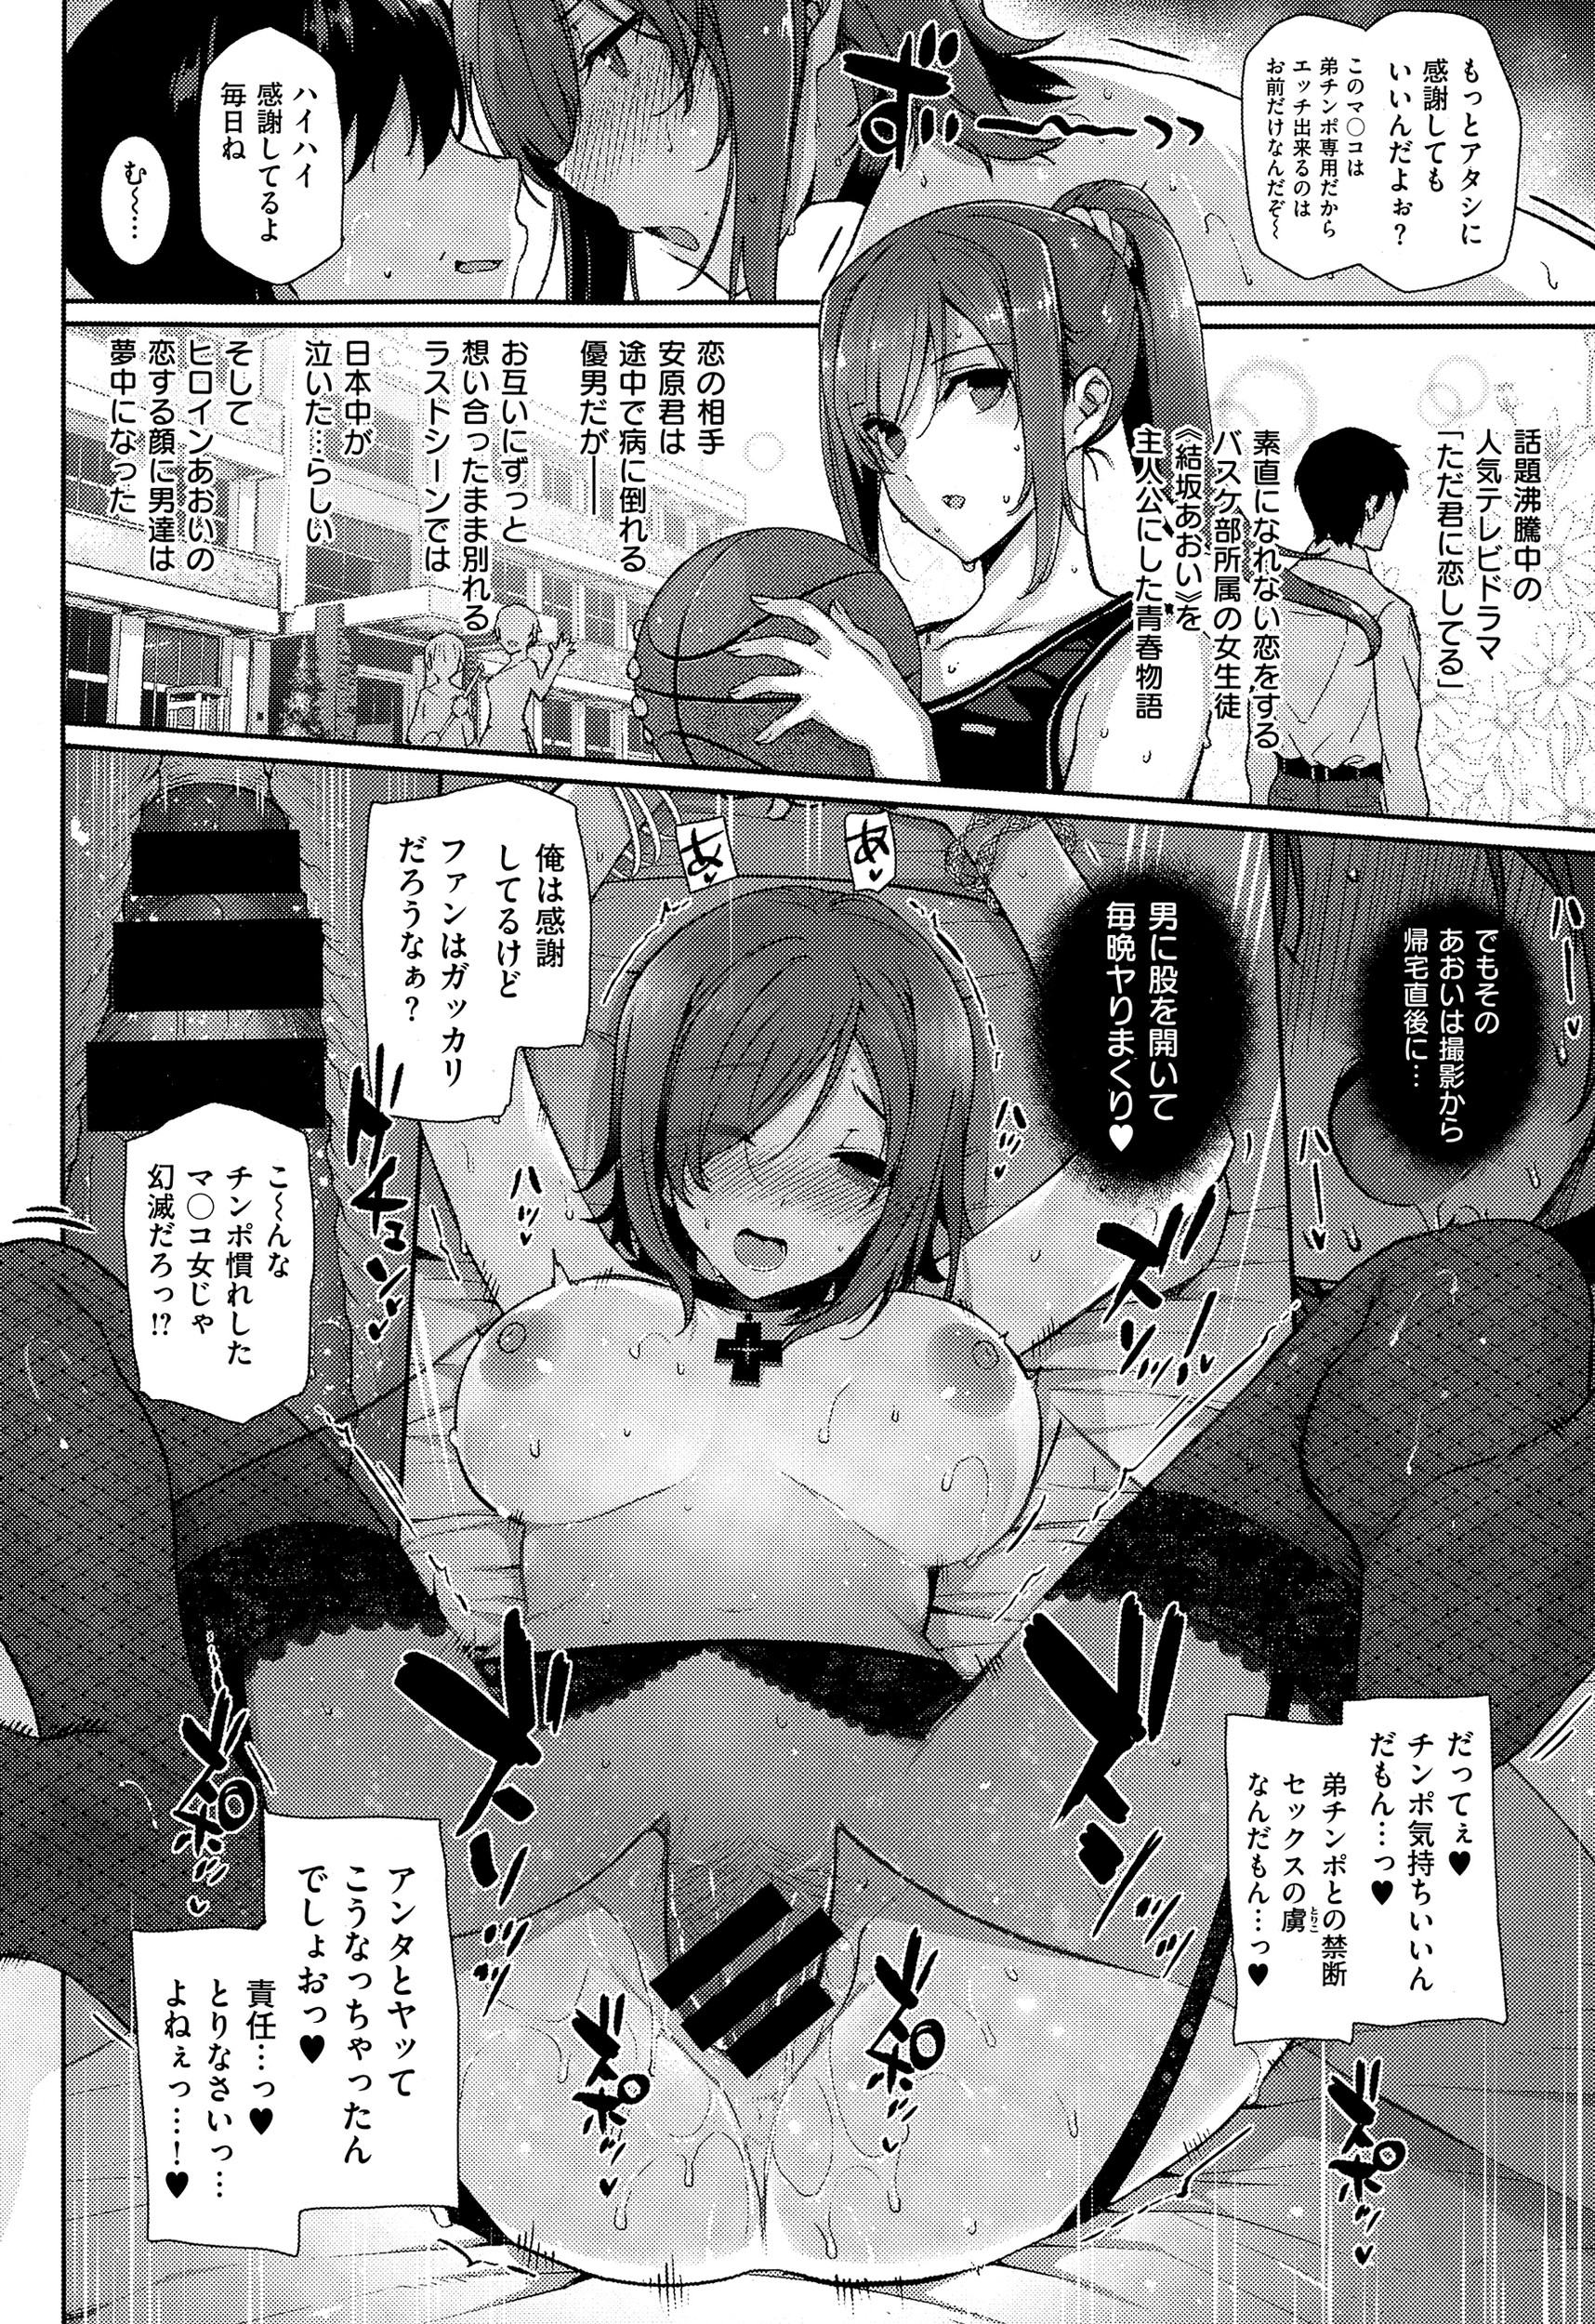 もっとアタシに
感謝しても
いいんだよぉ?
このマ〇コは
弟チンポ専用だから
エッチ出来るのは
お前だけなんだぞ〜
ハイハイ
感謝してるよ
毎日ね
む〜…
話題沸騰中の
人気テレビドラマ
「ただ君に恋してる」
素直になれない恋をする
バスケ部所属の女生徒
《結坂あおい》を
主人公にした青春物語
恋の相手
安原君は
途中で病に倒れる
優男だが──
お互いにずっと
想い合ったまま別れる
ラストシーンでは
日本中が
泣いた…らしい
そして
ヒロインあおいの
恋する顔に男達は
夢中になった
でもその
あおいは撮影から
帰宅直後に…
男に股を開いて
毎晩ヤりまくり♥
あ♥
あ♥
俺は感謝
してるけど
ファンはガッカリ
だろうなぁ?
こ〜んな
チンポ慣れした
マ〇コ女じゃ
幻滅だろっ!?
ハァ
ハァ
だってぇ♥
チンポ気持ちいいん
だもん…っ♥
弟チンポとの禁断
セックスの虜
とりこ
なんだもん…っ♥
アンタとヤッて
こうなっちゃったん
でしょおっ♥
責任…っ♥
とりなさいっ…
よねぇっ…!♥